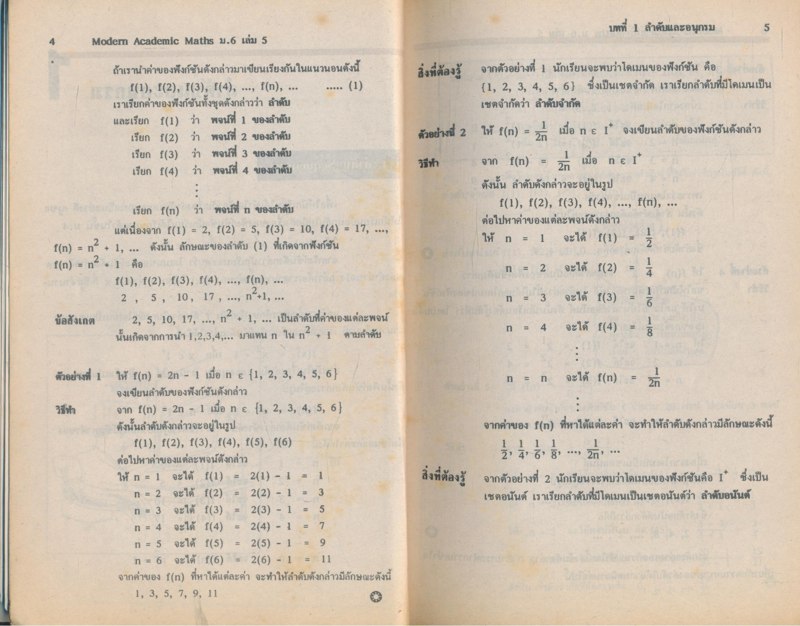 4 Modern Academic Maths ม.6 เล่ม 5
ถ้าเรานำค่าของฟังก์ชันดังกล่าวมาเขียนเรียงกันในแนวนอนดังนี้
f(1), f(2), f(3), f(4), ..., f(n), ... ..... (1)
เราเรียกค่าของฟังก์ชันทั้งชุดดังกล่าวว่า ลำดับ
และเรียก f(1) ว่า พจน์ที่ 1 ของลำดับ
เรียก f(2) ว่า พจน์ที่ 2 ของลำดับ
เรียก f(3) ว่า พจน์ที่ 3 ของลำดับ
เรียก f(4) ว่า พจน์ที่ 4 ของลำดับ
⋮
เรียก f(n) ว่า พจน์ที่ n ของลำดับ
แต่เนื่องจาก f(1) = 2, f(2) = 5, f(3) = 10, f(4) = 17, ...,
f(n) = n² + 1, ... ดังนั้น ลักษณะของลำดับ (1) ที่เกิดจากฟังก์ชัน
f(n) = n² + 1 คือ
f(1), f(2), f(3), f(4), ..., f(n), ...
2 , 5 , 10 , 17 , ..., n²+1, ...
ข้อสังเกต 2, 5, 10, 17, ..., n² + 1, ... เป็นลำดับที่ค่าของแต่ละพจน์
นั้นเกิดจากการนำ 1,2,3,4,... มาแทน n ใน n² + 1 ตามลำดับ
ตัวอย่างที่ 1 ให้ f(n) = 2n - 1 เมื่อ n ε {1, 2, 3, 4, 5, 6}
จงเขียนลำดับของฟังก์ชันดังกล่าว
วิธีทำ จาก f(n) = 2n - 1 เมื่อ n ε {1, 2, 3, 4, 5, 6}
ดังนั้นลำดับดังกล่าวจะอยู่ในรูป
f(1), f(2), f(3), f(4), f(5), f(6)
ต่อไปหาค่าของแต่ละพจน์ดังกล่าว
ให้ n = 1 จะได้ f(1) = 2(1) - 1 = 1
n = 2 จะได้ f(2) = 2(2) - 1 = 3
n = 3 จะได้ f(3) = 2(3) - 1 = 5
n = 4 จะได้ f(4) = 2(4) - 1 = 7
n = 5 จะได้ f(5) = 2(5) - 1 = 9
n = 6 จะได้ f(6) = 2(6) - 1 = 11
จากค่าของ f(n) ที่หาได้แต่ละค่า จะทำให้ลำดับดังกล่าวมีลักษณะดังนี้
1, 3, 5, 7, 9, 11
บทที่ 1 ลำดับและอนุกรม 5
สิ่งที่ต้องรู้ จากตัวอย่างที่ 1 นักเรียนจะพบว่าโดเมนของฟังก์ชัน คือ
{1, 2, 3, 4, 5, 6} ซึ่งเป็นเซตจำกัด เราเรียกลำดับที่มีโดเมนเป็น
เซตจำกัดว่า ลำดับจำกัด
ตัวอย่างที่ 2 ให้ f(n) = 1/2n เมื่อ n ε I⁺ จงเขียนลำดับของฟังก์ชันดังกล่าว
วิธีทำ จาก f(n) = 1/2n เมื่อ n ε I⁺
ดังนั้น ลำดับดังกล่าวจะอยู่ในรูป
f(1), f(2), f(3), f(4), ..., f(n), ...
ต่อไปหาค่าของแต่ละพจน์ดังกล่าว
ให้ n = 1 จะได้ f(1) = 1/2
n = 2 จะได้ f(2) = 1/4
n = 3 จะได้ f(3) = 1/6
n = 4 จะได้ f(4) = 1/8
⋮
n = n จะได้ f(n) = 1/2n
⋮
จากค่าของ f(n) ที่หาได้แต่ละค่า จะทำให้ลำดับดังกล่าวมีลักษณะดังนี้
1/2, 1/4, 1/6, 1/8, ..., 1/2n, ...
สิ่งที่ต้องรู้ จากตัวอย่างที่ 2 นักเรียนจะพบว่าโดเมนของฟังก์ชันคือ I⁺ ซึ่งเป็น
เซตอนันต์ เราเรียกลำดับที่มีโดเมนเป็นเซตอนันต์ว่า ลำดับอนันต์